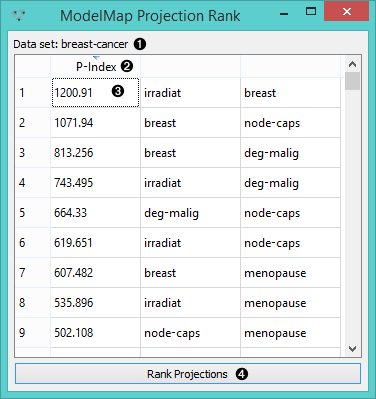 ModelMap Projection Rank
Data set: breast-cancer ❶
P-Index ❷
1 1200.91 ❸ irradiat breast
2 1071.94 breast node-caps
3 813.256 breast deg-malig
4 743.495 irradiat deg-malig
5 664.33 deg-malig node-caps
6 619.651 irradiat node-caps
7 607.482 breast menopause
8 535.896 irradiat menopause
9 502.108 node-caps menopause
Rank Projections ❹